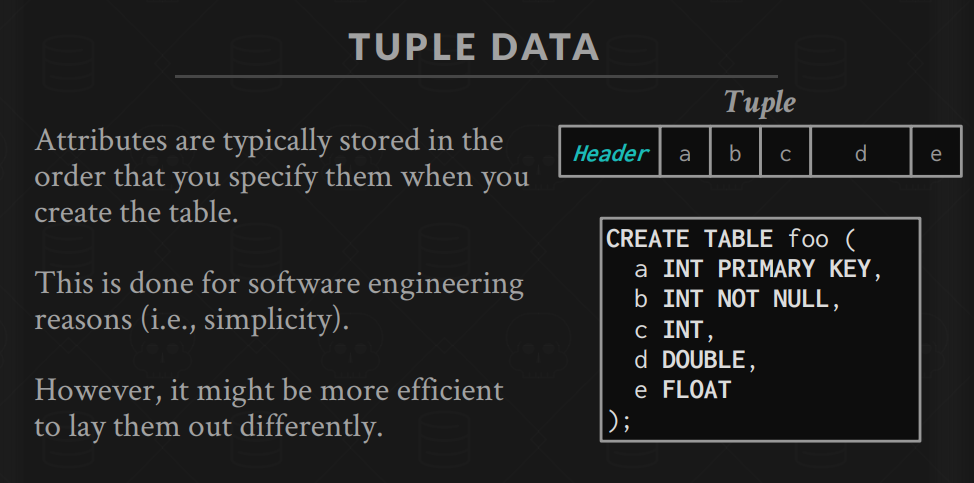 TUPLE DATA
Attributes are typically stored in the
order that you specify them when you
create the table.
This is done for software engineering
reasons (i.e., simplicity).
However, it might be more efficient
to lay them out differently.
Tuple
Header a b c d e
CREATE TABLE foo (
a INT PRIMARY KEY,
b INT NOT NULL,
c INT,
d DOUBLE,
e FLOAT
);